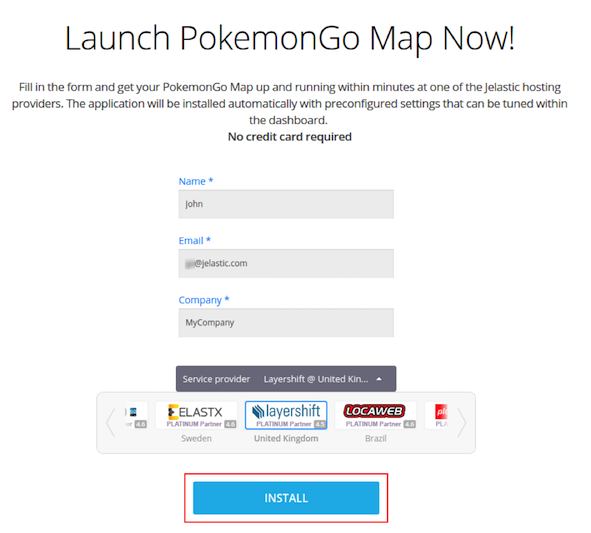 Launch PokemonGo Map Now!
Fill in the form and get your PokemonGo Map up and running within minutes at one of the Jelastic hosting
providers. The application will be installed automatically with preconfigured settings that can be tuned within
the dashboard.
No credit card required
Name *
John
Email *
@jelastic.com
Company *
MyCompany
Service provider Layershift @ United Kin...
ELASTX layershift LOCAWEB
4.6 PLATINUM Partner 4.6 PLATINUM Partner 4.5 PLATINUM Partner 4.6
Sweden United Kingdom Brazil
INSTALL